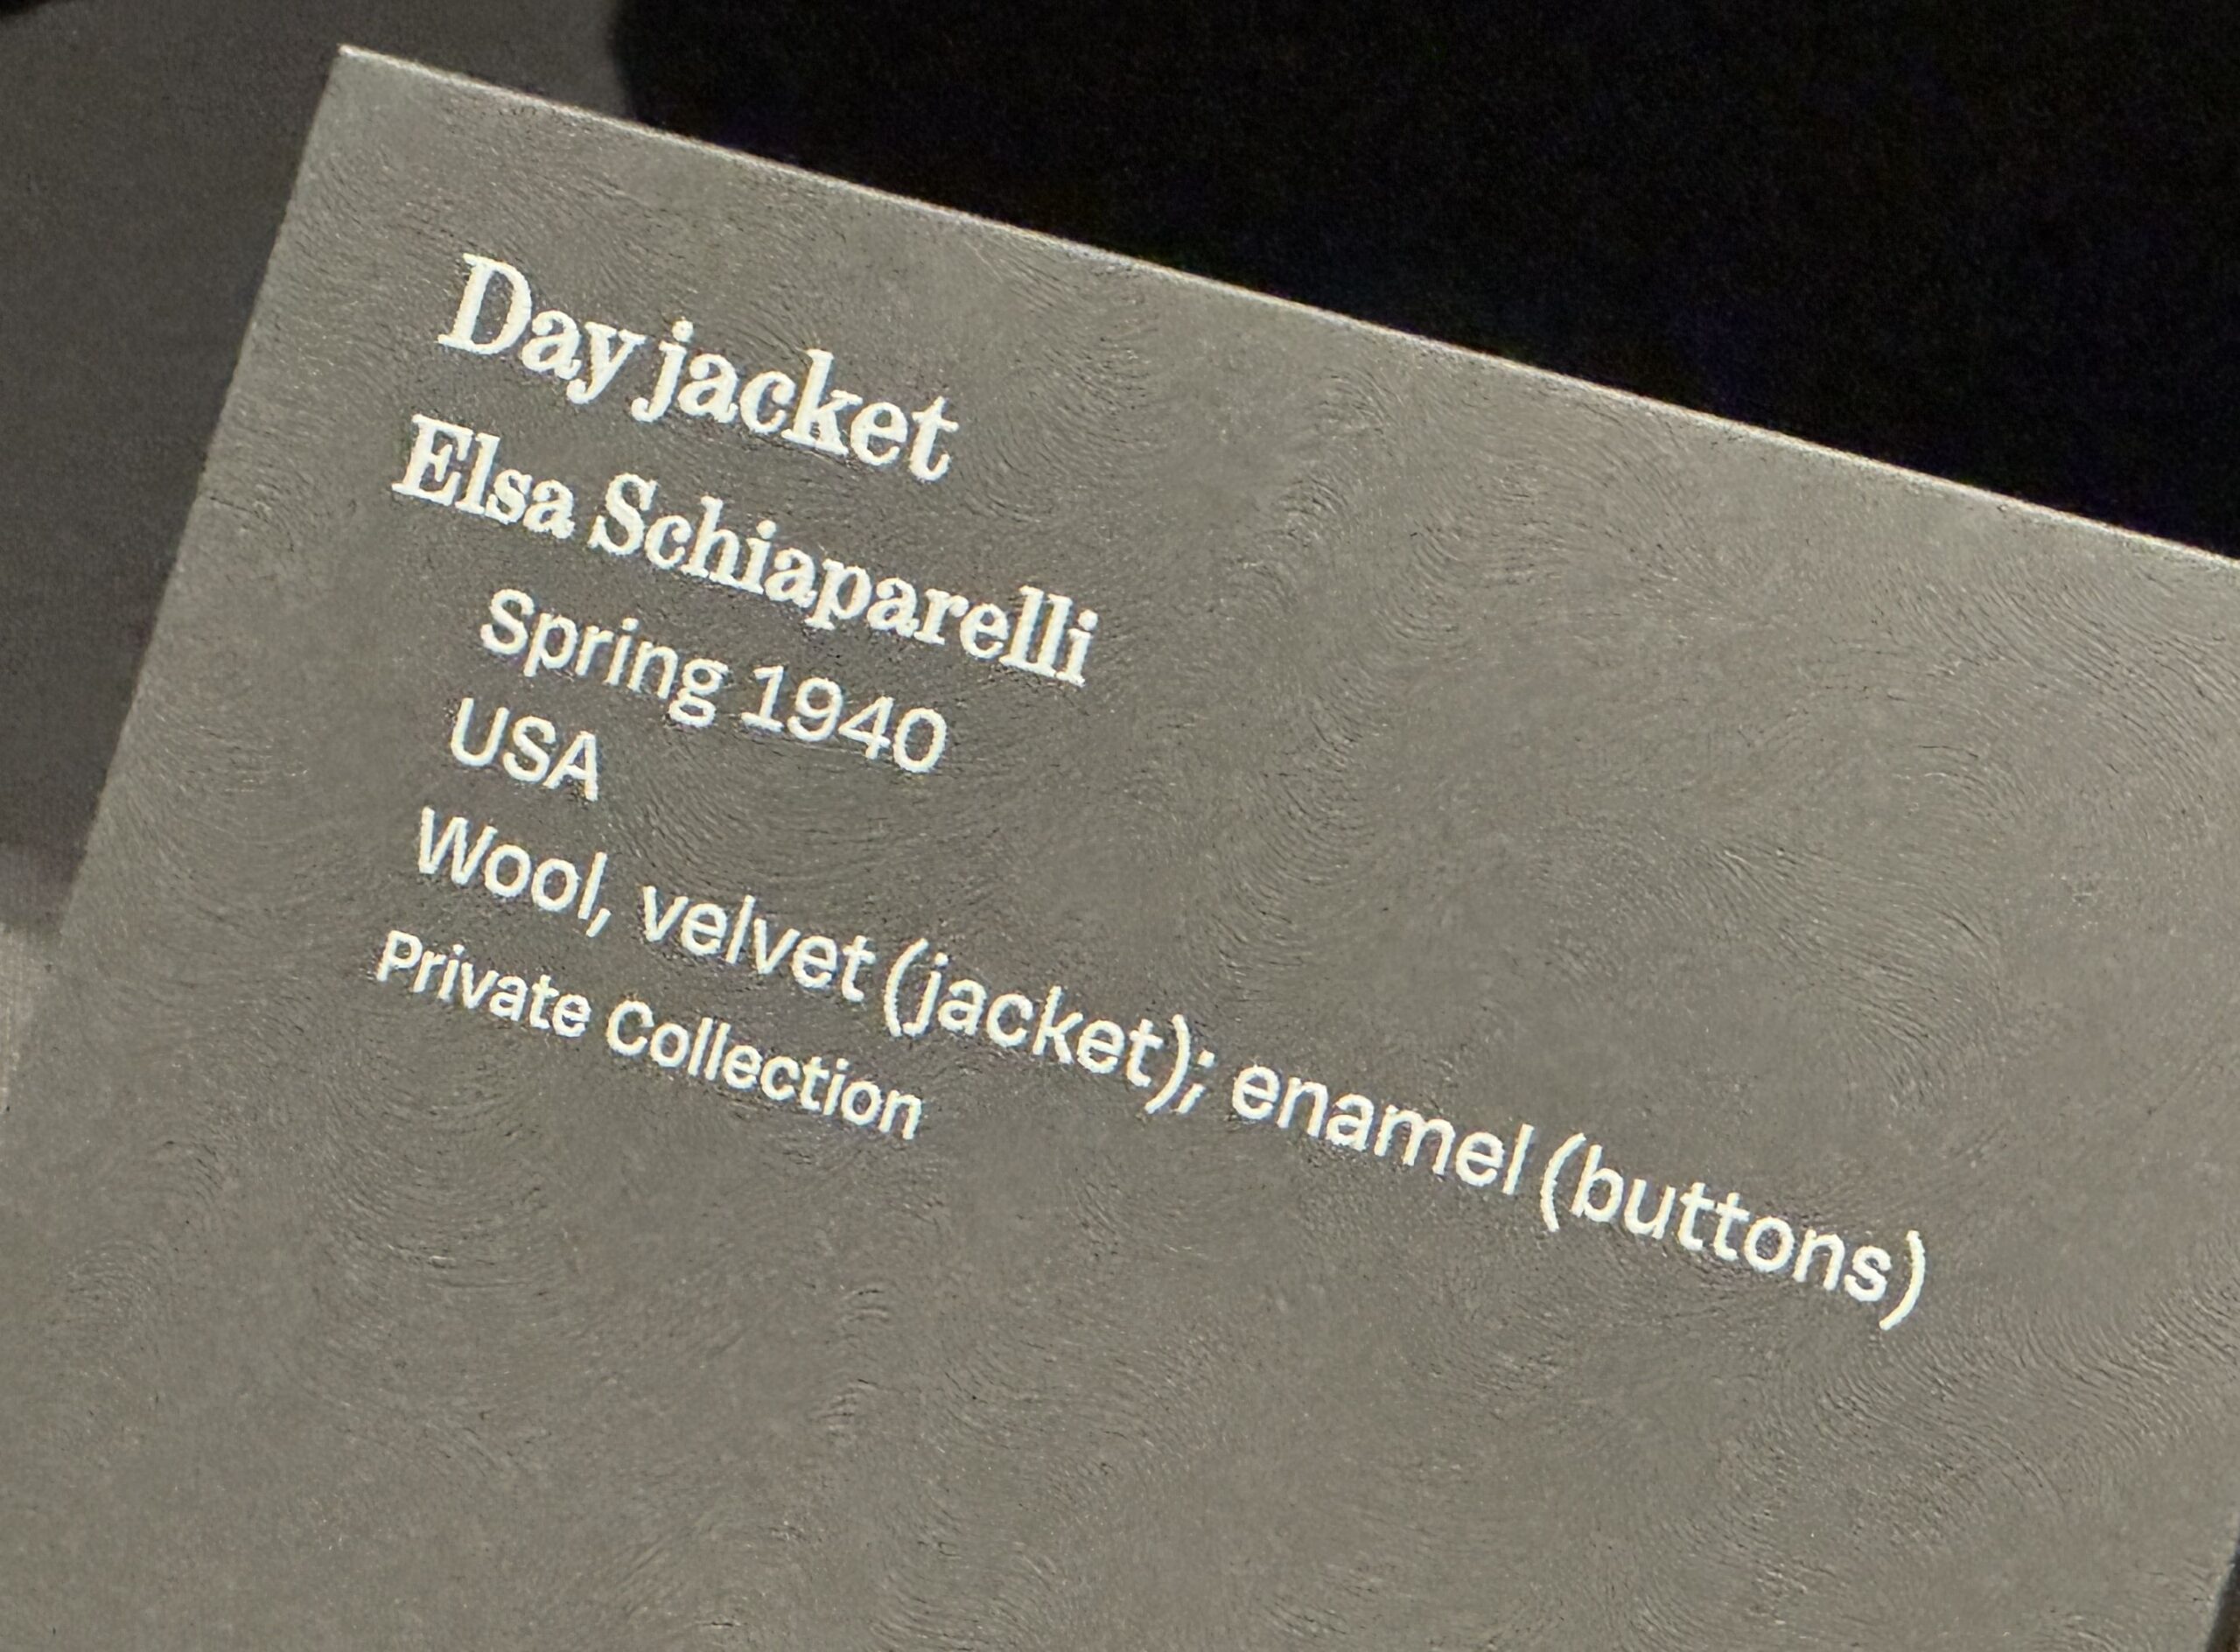 Day jacket
Elsa Schiaparelli
Spring 1940
USA
Wool, velvet (jacket); enamel (buttons)
Private Collection